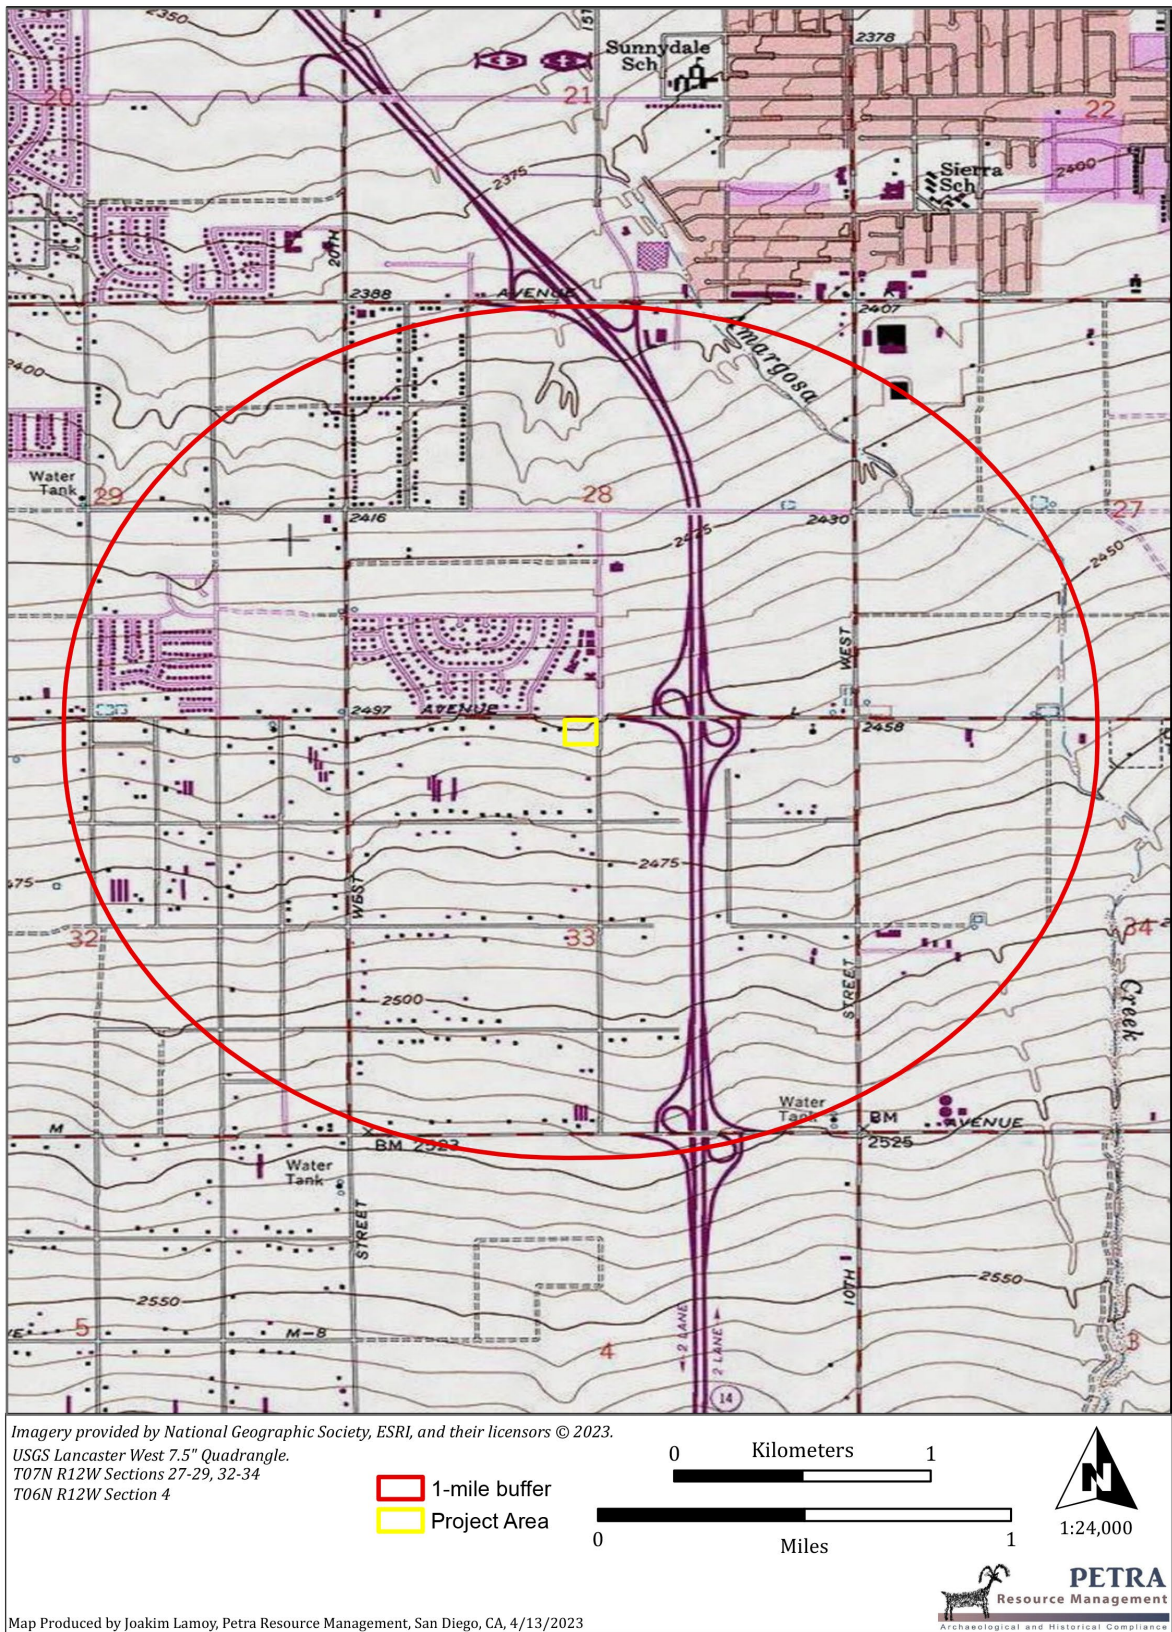 2350
151
Sunnydale
Sch
2378
20
21
22
2375
2400
Sierra
Sch
20TH
2388
AVENUE
K
2407
2400
Amargosa
Water
Tank
29
28
27
2416
2430
2425
2450
WEST
2497
AVENUE
L
2458
2475
475
WEST
32
33
34
2500
STREET
Creek
M
BM 2523
Water
Tank
BM
2525
AVENUE
Water
Tank
STREET
10TH
2550
2550
5
M-8
4
3
2 LANE
2 LANE
14
Imagery provided by National Geographic Society, ESRI, and their licensors © 2023.
USGS Lancaster West 7.5" Quadrangle.
T07N R12W Sections 27-29, 32-34
T06N R12W Section 4
1-mile buffer
Project Area
0 Kilometers 1
0 1
Miles
N
1:24,000
PETRA
Resource Management
Archaeological and Historical Compliance
Map Produced by Joakim Lamoy, Petra Resource Management, San Diego, CA, 4/13/2023